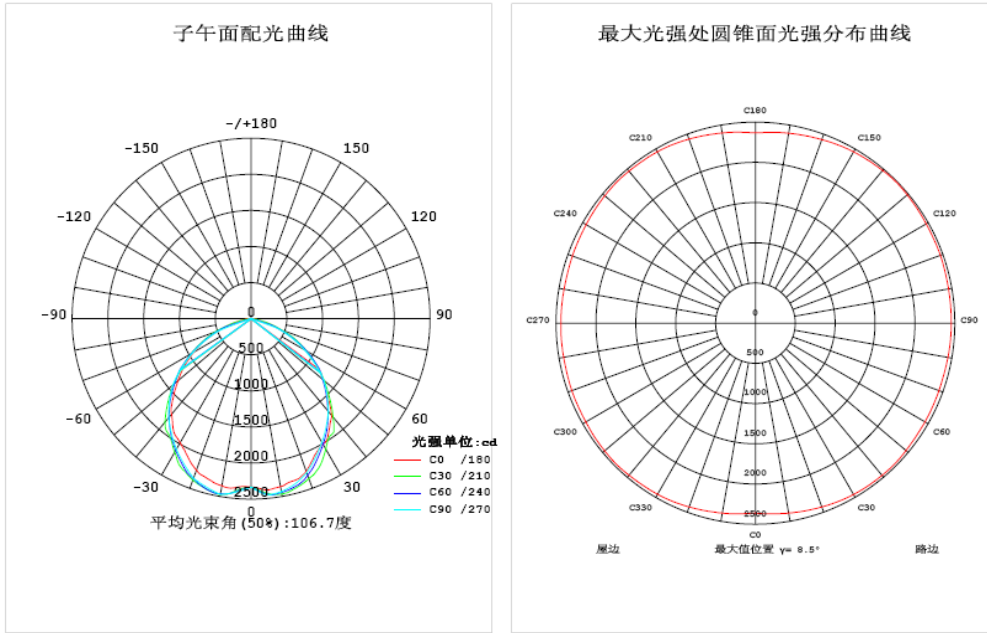 子午面配光曲线
-/+180
-150
150
-120
120
-90
0
90
500
1000
-60
60
1500
光强单位:cd
2000
C0 /180
C30 /210
-30
30
2500
C60 /240
0
C90 /270
平均光束角(50%):106.7度
最大光强处圆锥面光强分布曲线
C180
C210
C150
C240
C120
0
C270
C90
500
1000
C300
C60
1500
2000
C330
C30
2500
C0
屋边
最大值位置 γ= 8.5°
路边